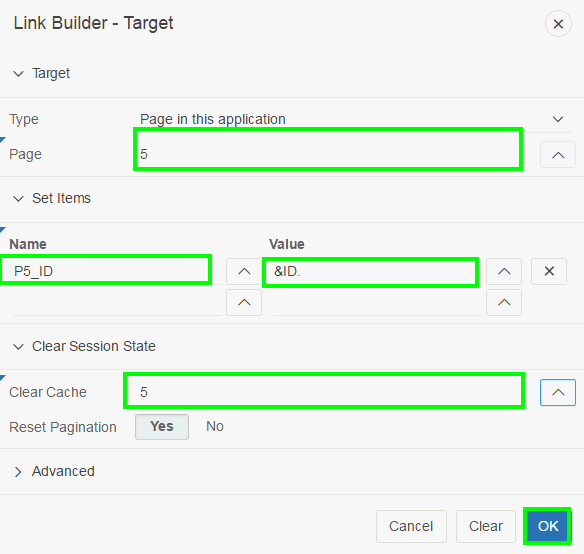 Link Builder - Target
Target
Type Page in this application
Page 5
Set Items
Name Value
P5_ID &ID.
Clear Session State
Clear Cache 5
Reset Pagination Yes No
Advanced
Cancel Clear OK